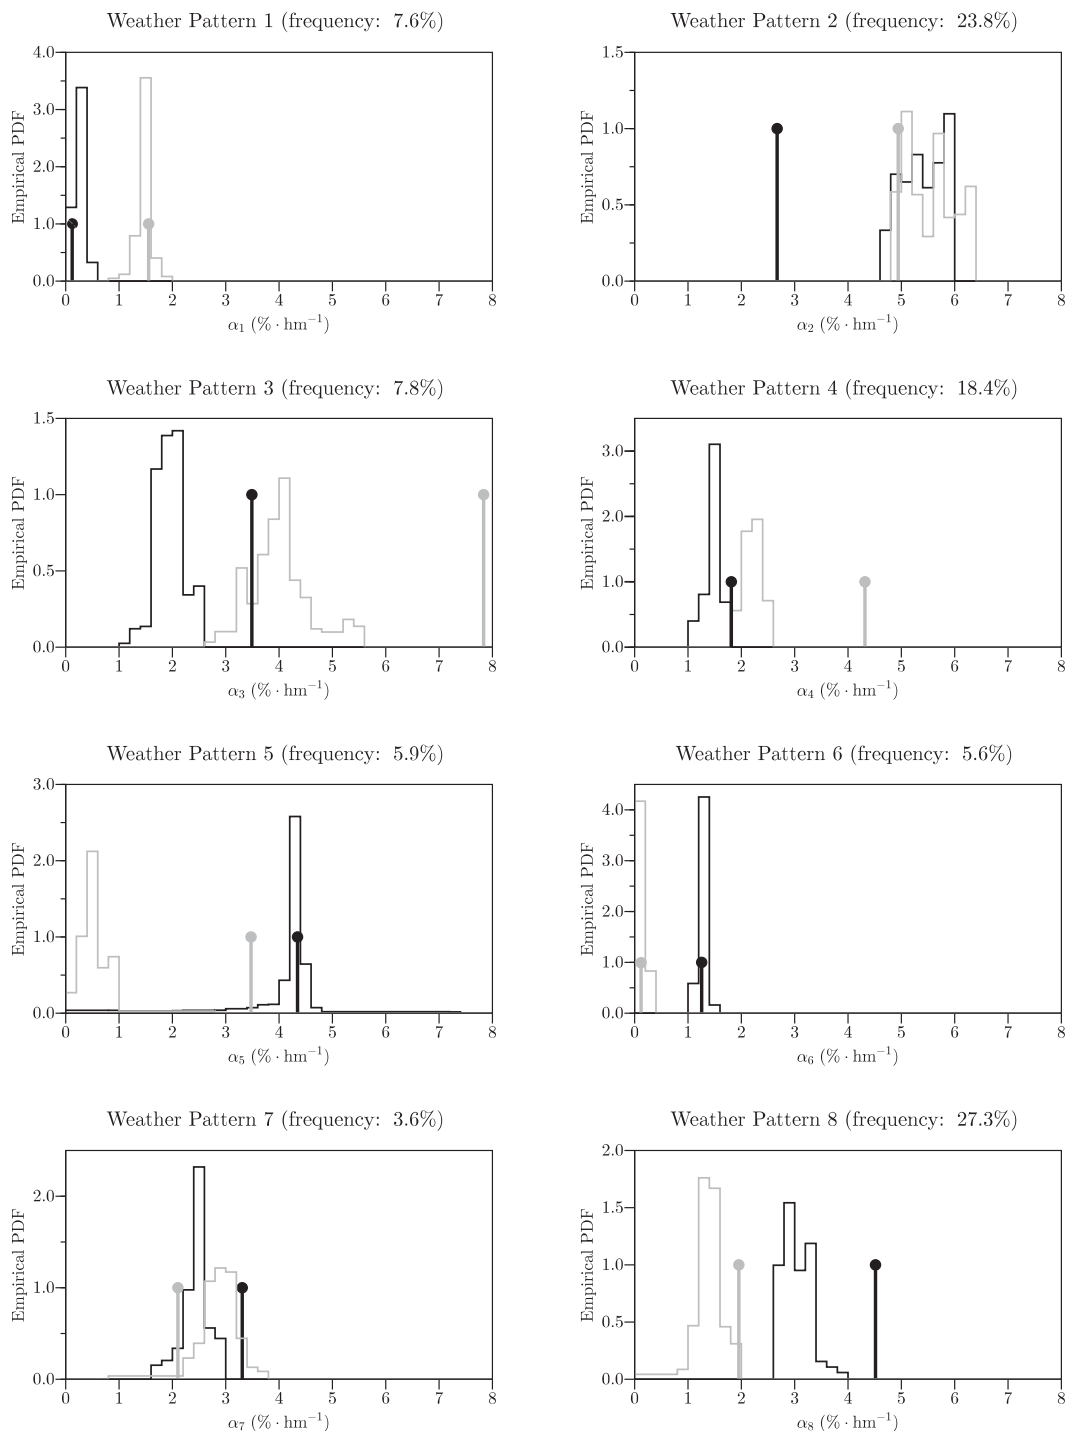 Weather Pattern 1 (frequency: 7.6%)
4.0
3.0
2.0
1.0
0.0
Empirical PDF
0 1 2 3 4 5 6 7 8
α₁ (% · hm⁻¹)
Weather Pattern 2 (frequency: 23.8%)
1.5
1.0
0.5
0.0
Empirical PDF
0 1 2 3 4 5 6 7 8
α₂ (% · hm⁻¹)
Weather Pattern 3 (frequency: 7.8%)
1.5
1.0
0.5
0.0
Empirical PDF
0 1 2 3 4 5 6 7 8
α₃ (% · hm⁻¹)
Weather Pattern 4 (frequency: 18.4%)
3.0
2.0
1.0
0.0
Empirical PDF
0 1 2 3 4 5 6 7 8
α₄ (% · hm⁻¹)
Weather Pattern 5 (frequency: 5.9%)
3.0
2.0
1.0
0.0
Empirical PDF
0 1 2 3 4 5 6 7 8
α₅ (% · hm⁻¹)
Weather Pattern 6 (frequency: 5.6%)
4.0
3.0
2.0
1.0
0.0
Empirical PDF
0 1 2 3 4 5 6 7 8
α₆ (% · hm⁻¹)
Weather Pattern 7 (frequency: 3.6%)
2.0
1.0
0.0
Empirical PDF
0 1 2 3 4 5 6 7 8
α₇ (% · hm⁻¹)
Weather Pattern 8 (frequency: 27.3%)
2.0
1.5
1.0
0.5
0.0
Empirical PDF
0 1 2 3 4 5 6 7 8
α₈ (% · hm⁻¹)